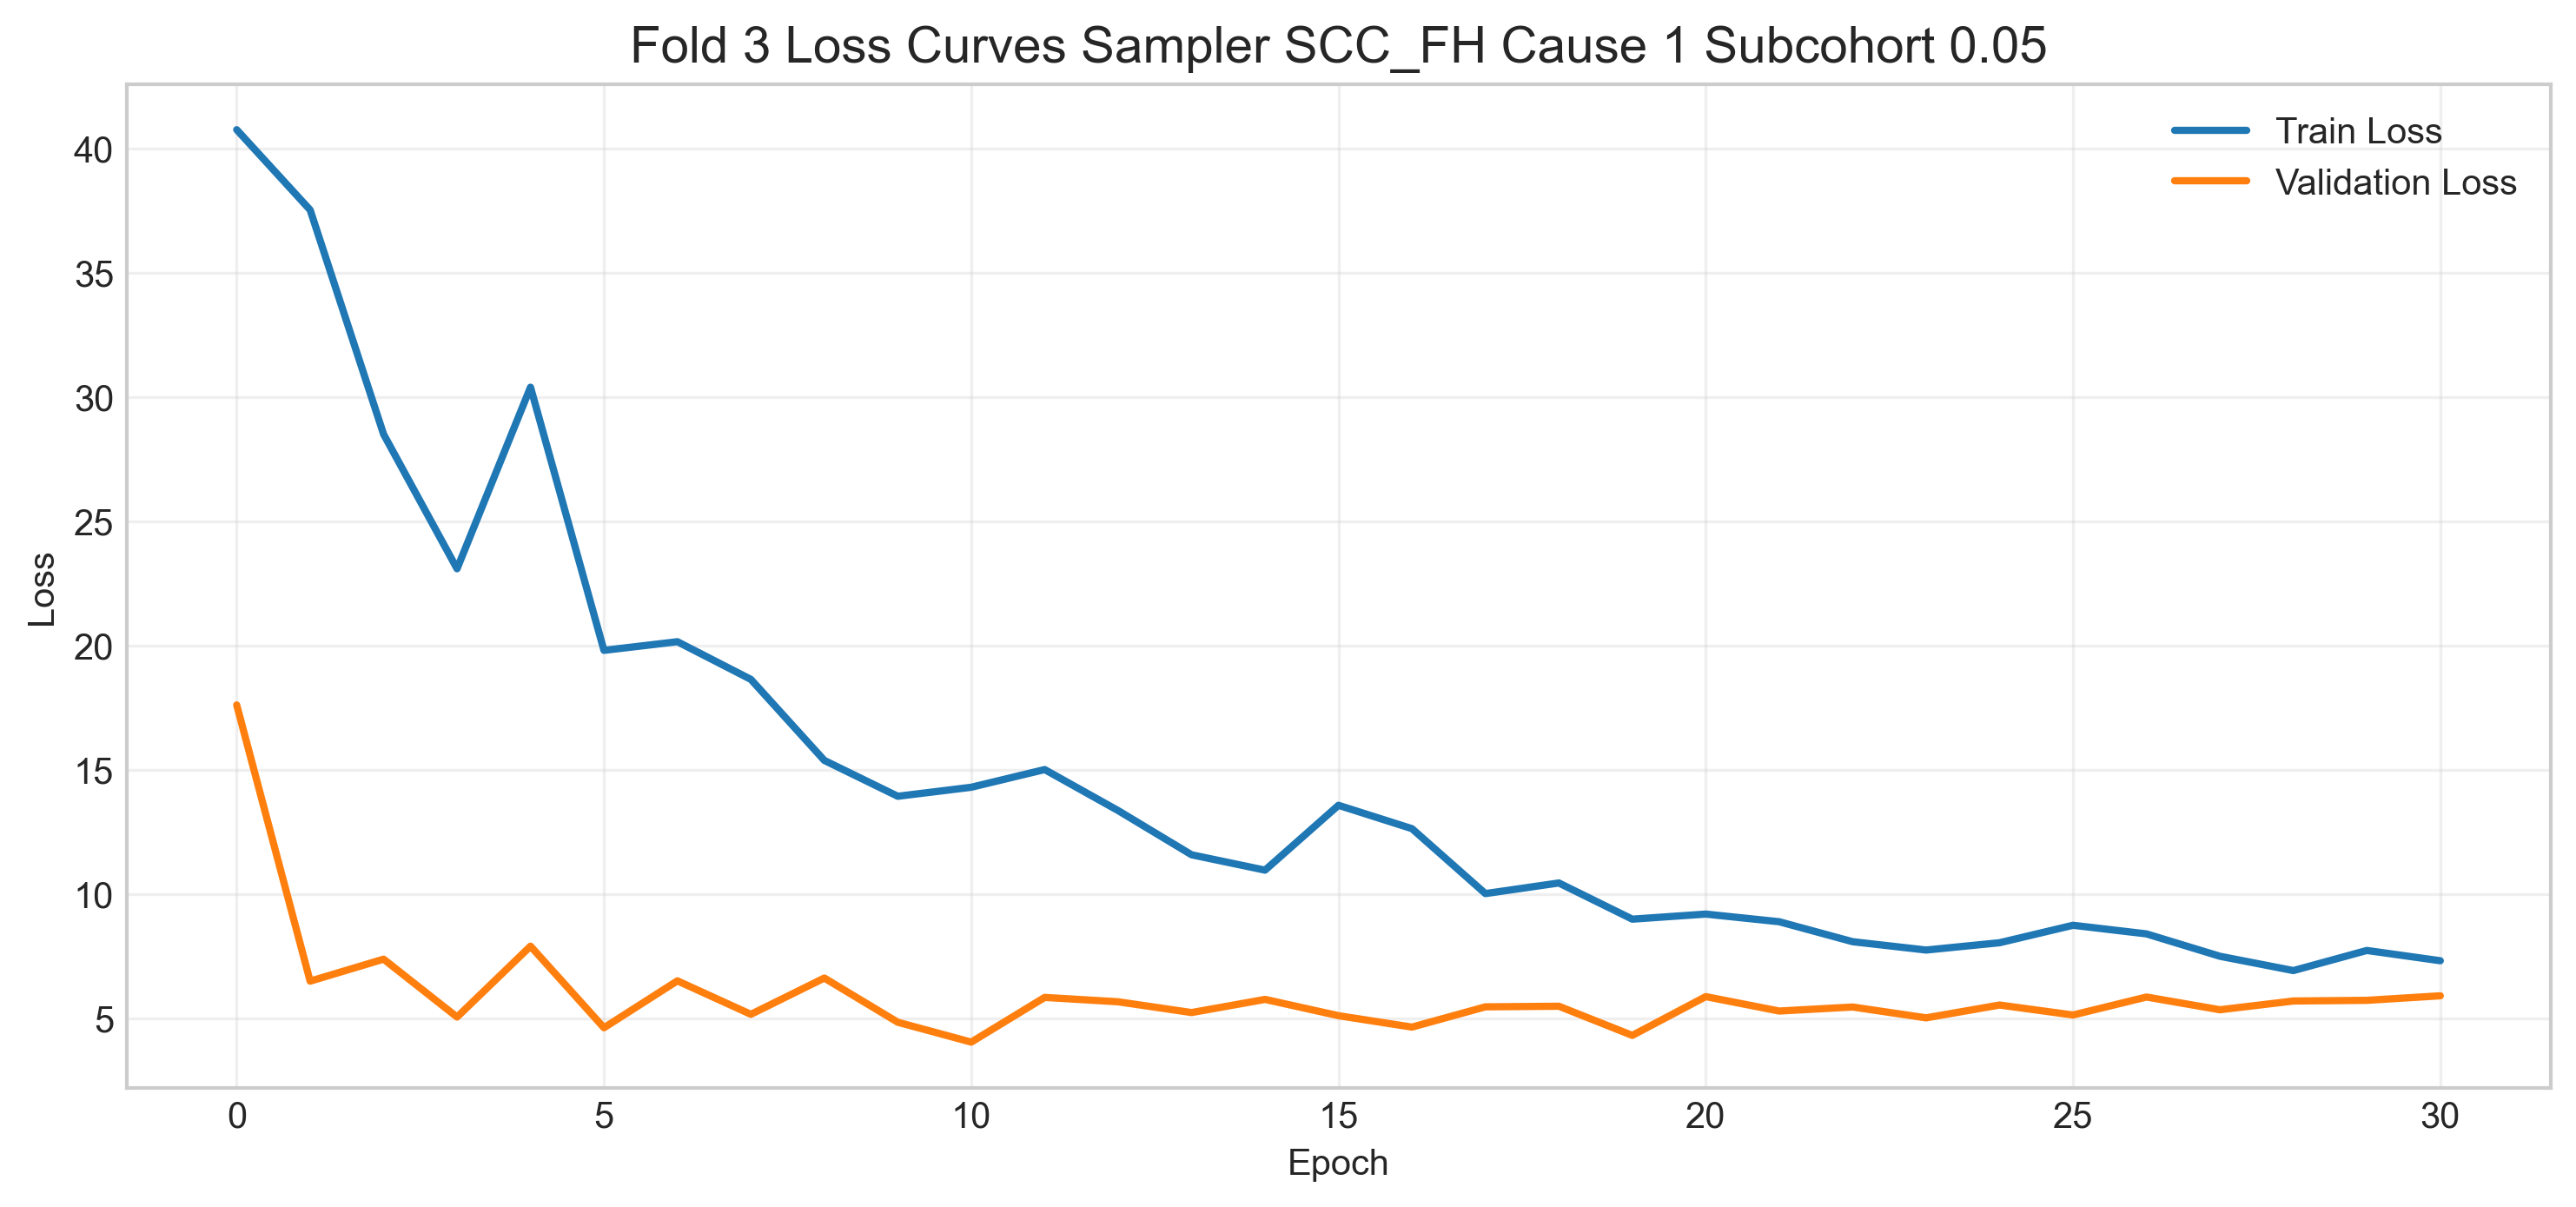 Fold 3 Loss Curves Sampler SCC_FH Cause 1 Subcohort 0.05
Train Loss
Validation Loss
40
35
30
25
20
15
10
5
Loss
0 5 10 15 20 25 30
Epoch